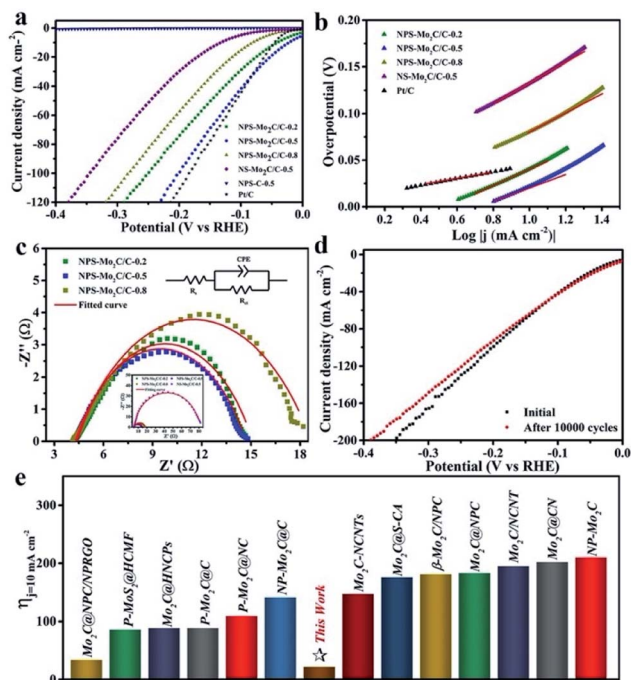 a
Current density (mA cm⁻²)
0
-20
-40
-60
-80
-100
-120
-0.4 -0.3 -0.2 -0.1 0.0
Potential (V vs RHE)
NPS-Mo₂C/C-0.2
NPS-Mo₂C/C-0.5
NPS-Mo₂C/C-0.8
NS-Mo₂C/C-0.5
NPS-C-0.5
Pt/C
b
Overpotential (V)
0.20
0.15
0.10
0.05
0.00
0.3 0.6 0.9 1.2 1.5
Log |j (mA cm⁻²)|
NPS-Mo₂C/C-0.2
NPS-Mo₂C/C-0.5
NPS-Mo₂C/C-0.8
NS-Mo₂C/C-0.5
Pt/C
c
-Z'' (Ω)
6
5
4
3
2
1
0
3 6 9 12 15 18
Z' (Ω)
NPS-Mo₂C/C-0.2
NPS-Mo₂C/C-0.5
NPS-Mo₂C/C-0.8
Fitted curve
CPE
d
Current density (mA cm⁻²)
0
-40
-80
-120
-160
-200
-0.4 -0.3 -0.2 -0.1 0.0
Potential (V vs RHE)
Initial
After 10000 cycles
e
η j=10 mA cm⁻²
300
200
100
0
Mo₂C@NPC/NPRGO
P-MoS₂@HCMF
Mo₂C@HNCPs
P-Mo₂C@C
P-Mo₂C@NC
NP-Mo₂C@C
This Work
Mo₂C-NCNTs
Mo₂C@S-CA
β-Mo₂C/NPC
Mo₂C@NPC
Mo₂C/NCNT
Mo₂C@CN
NP-Mo₂C